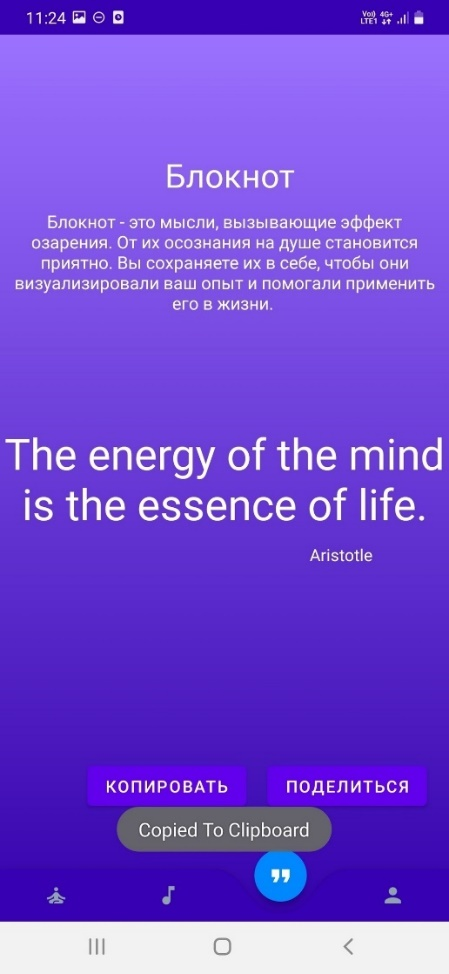 11:24
Vo)) 4G+
LTE1
Блокнот
Блокнот - это мысли, вызывающие эффект
озарения. От их осознания на душе становится
приятно. Вы сохраняете их в себе, чтобы они
визуализировали ваш опыт и помогали применить
его в жизни.
The energy of the mind
is the essence of life.
Aristotle
КОПИРОВАТЬ ПОДЕЛИТЬСЯ
Copied To Clipboard